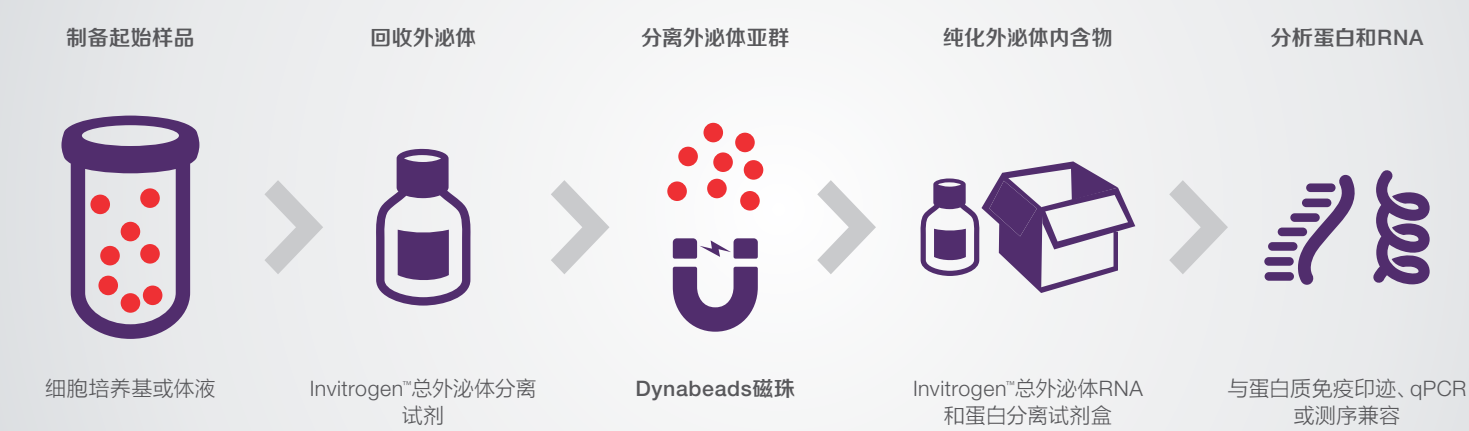 制备起始样品
回收外泌体
分离外泌体亚群
纯化外泌体内含物
分析蛋白和RNA
细胞培养基或体液
Invitrogen™总外泌体分离
试剂
Dynabeads磁珠
Invitrogen™总外泌体RNA
和蛋白分离试剂盒
与蛋白质免疫印迹、qPCR
或测序兼容